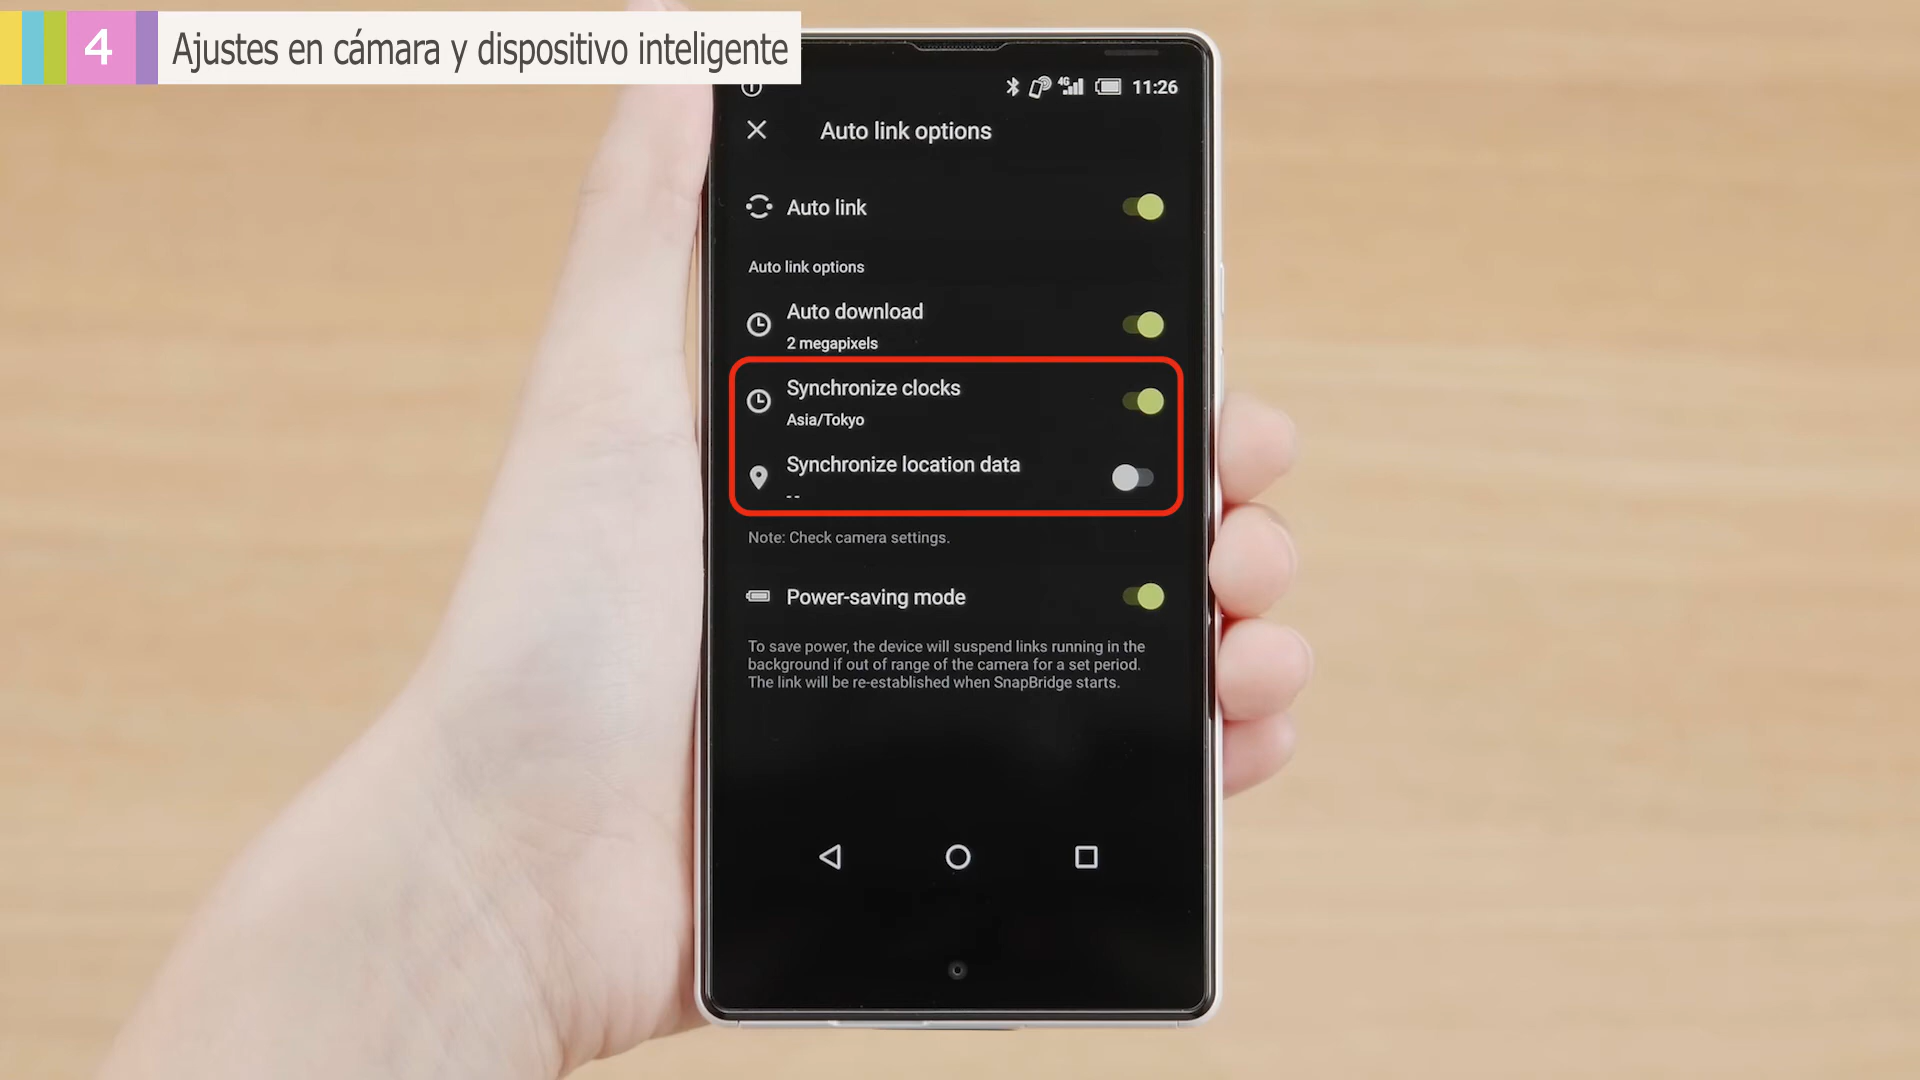 4 Ajustes en cámara y dispositivo inteligente
4G 11:26
Auto link options
Auto link
Auto link options
Auto download
2 megapixels
Synchronize clocks
Asia/Tokyo
Synchronize location data
--
Note: Check camera settings.
Power-saving mode
To save power, the device will suspend links running in the
background if out of range of the camera for a set period.
The link will be re-established when SnapBridge starts.